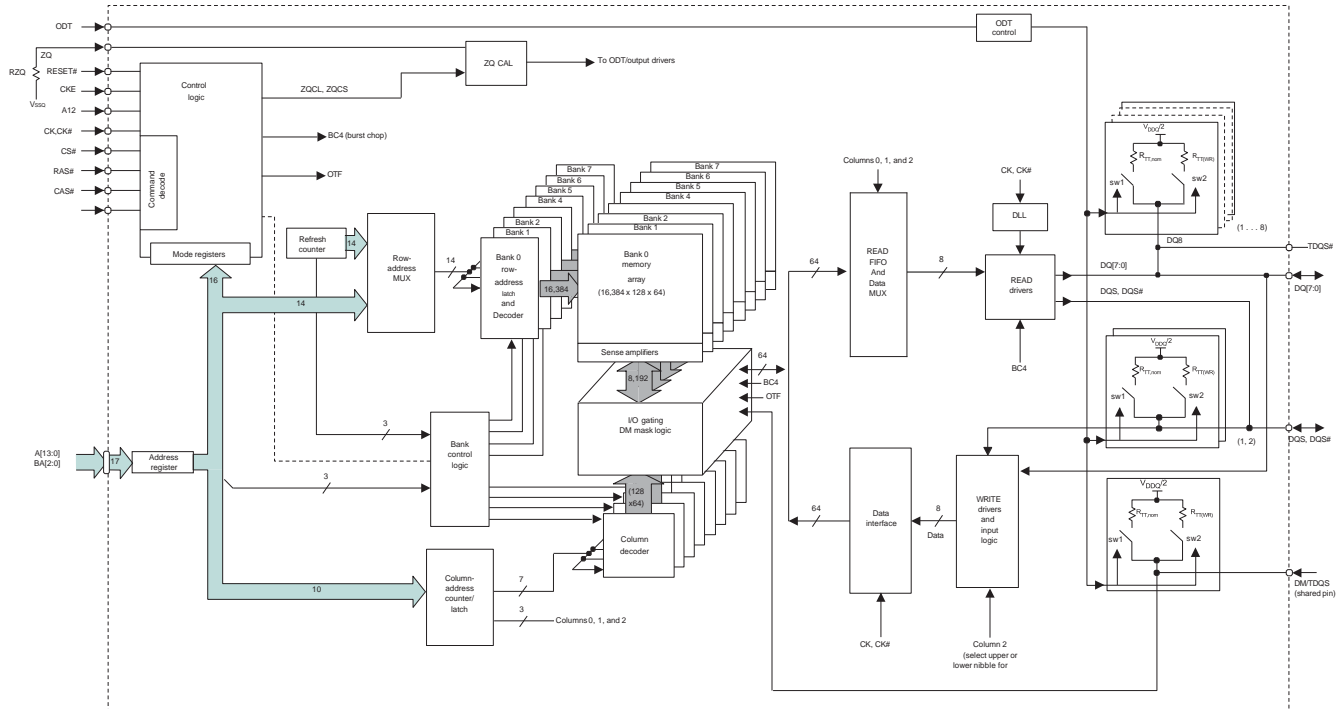 ODT
ODT
control
ZQ
RZQ
VSSQ
RESET#
CKE
A12
CK,CK#
CS#
RAS#
CAS#
Control
logic
Command
decode
Mode registers
ZQ CAL
To ODT/output drivers
ZQCL, ZQCS
BC4 (burst chop)
OTF
Refresh
counter
14
16
14
Row-
address
MUX
14
Bank 7
Bank 6
Bank 5
Bank 4
Bank 2
Bank 1
Bank 0
row-
address
latch
and
Decoder
16,384
Bank 7
Bank 6
Bank 5
Bank 4
Bank 2
Bank 1
Bank 0
memory
array
(16,384 x 128 x 64)
Sense amplifiers
8,192
I/O gating
DM mask logic
64
BC4
OTF
3
3
Bank
control
logic
(128
x64)
Column
decoder
A[13:0]
BA[2:0]
17
Address
register
10
Column-
address
counter/
latch
7
3
Columns 0, 1, and 2
Columns 0, 1, and 2
64
READ
FIFO
And
Data
MUX
8
CK, CK#
DLL
READ
drivers
BC4
DQ8
DQ[7:0]
DQS, DQS#
VDDQ/2
RTT,nom
RTT(WR)
sw1
sw2
(1 . . . 8)
TDQS#
DQ[7:0]
VDDQ/2
RTT,nom
RTT(WR)
sw1
sw2
(1, 2)
DQS, DQS#
VDDQ/2
RTT,nom
RTT(WR)
sw1
sw2
DM/TDQS
(shared pin)
64
Data
interface
8
Data
WRITE
drivers
and
input
logic
CK, CK#
Column 2
(select upper or
lower nibble for